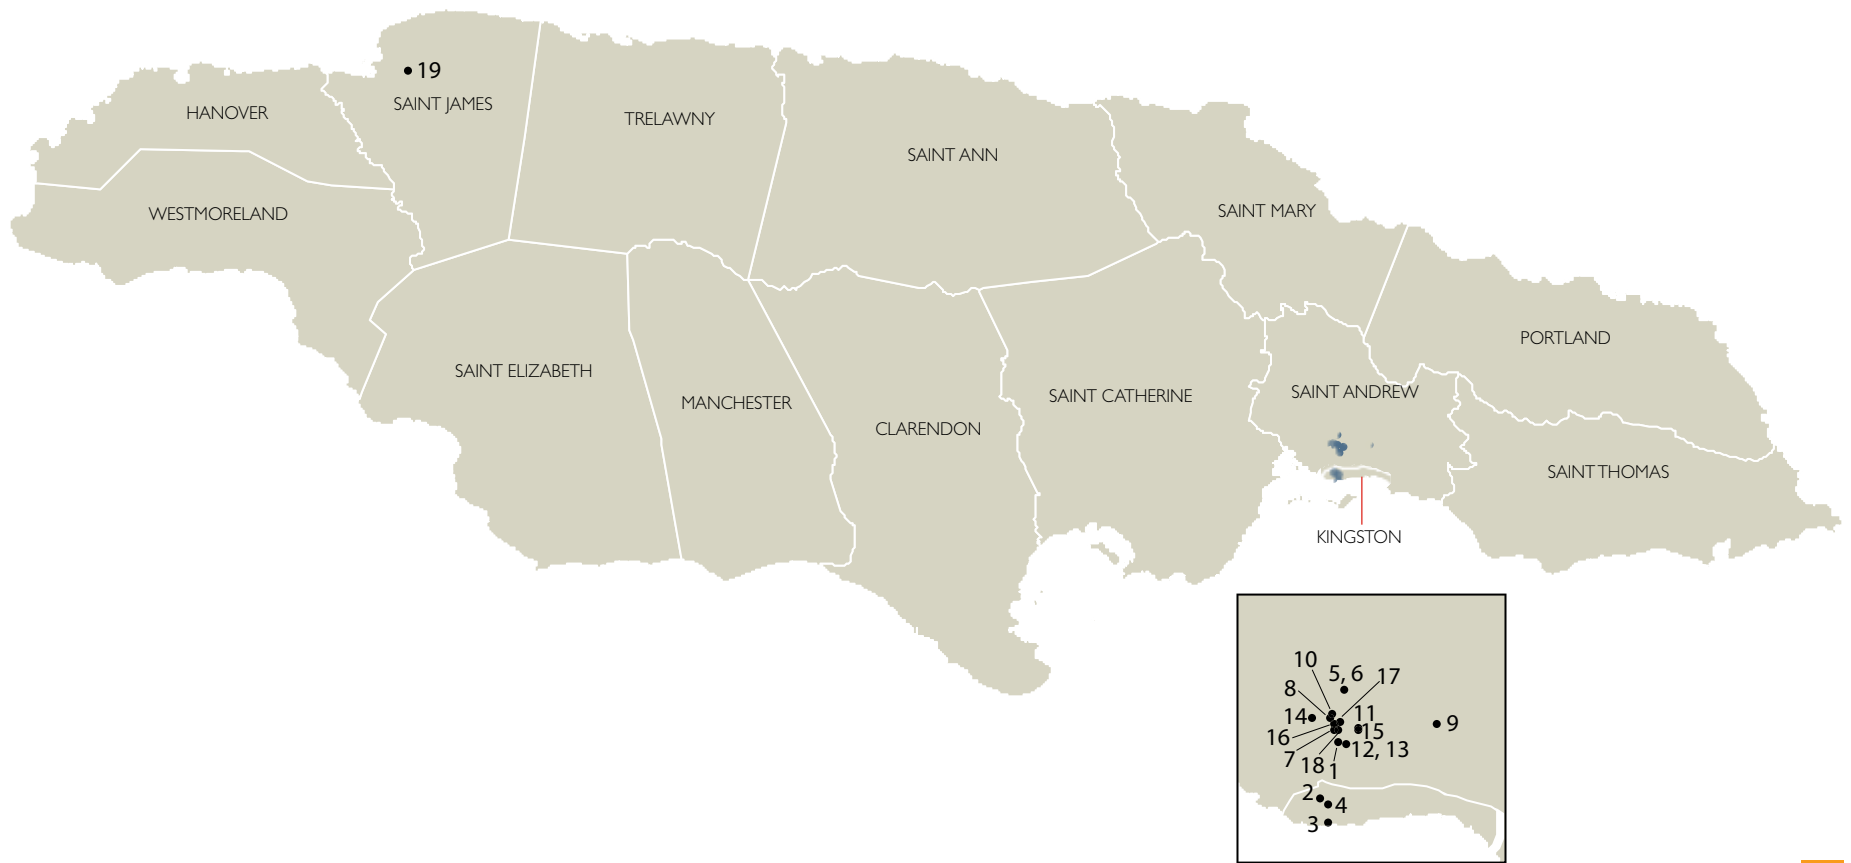 19
SAINT JAMES
HANOVER
TRELAWNY
SAINT ANN
WESTMORELAND
SAINT MARY
PORTLAND
SAINT ELIZABETH
MANCHESTER
SAINT CATHERINE
SAINT ANDREW
CLARENDON
SAINT THOMAS
KINGSTON
10
5, 6
17
8
14
11
9
16
15
7
18
1
12, 13
2
4
3